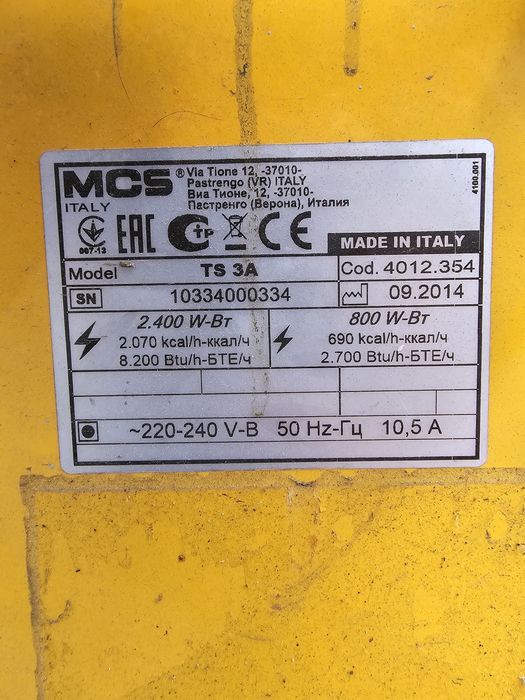 MCS® Via Tione 12, -37010-
Pastrengo (VR) ITALY
Виа Тионе, 12, -37010-
Пастренго (Верона), Италия
ITALY
4100.001
007-13
EAC
CTP
CE
MADE IN ITALY
Model TS 3A Cod. 4012.354
SN 10334000334 09.2014
2.400 W-Вт 800 W-Вт
2.070 kcal/h-ккал/ч 690 kcal/h-ккал/ч
8.200 Btu/h-БТЕ/ч 2.700 Btu/h-БТЕ/ч
~220-240 V-В 50 Hz-Гц 10,5 A